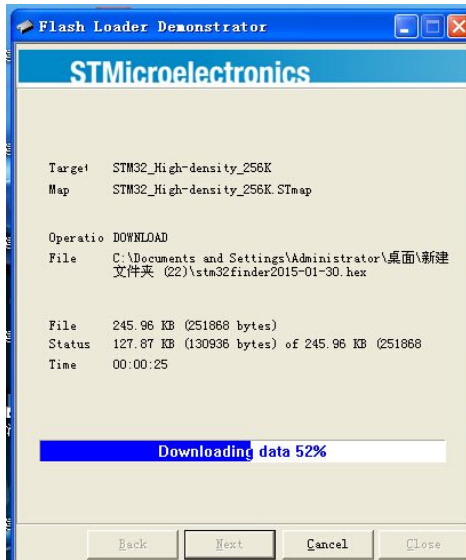 Flash Loader Demonstrator
STMicroelectronics
Target STM32_High-density_256K
Map STM32_High-density_256K.STmap
Operatio DOWNLOAD
File C:\Documents and Settings\Administrator\桌面\新建
文件夹 (22)\stm32finder2015-01-30.hex
File 245.96 KB (251868 bytes)
Status 127.87 KB (130936 bytes) of 245.96 KB (251868
Time 00:00:25
Downloading data 52%
Back Next Cancel Close